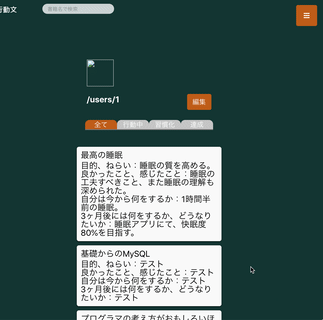 行動文
書籍名で検索
/users/1
編集
全て
行動中
習慣化
達成
最高の睡眠
目的、ねらい：睡眠の質を高める。
良かったこと、感じたこと：睡眠の
工夫すべきこと、また睡眠の理解も
深められた。
自分は今から何をするか：1時間半
前の睡眠。
3ヶ月後には何をするか、どうなり
たいか：睡眠アプリにて、快眠度
80%を目指す。
基礎からのMySQL
目的、ねらい：テスト
良かったこと、感じたこと：テスト
自分は今から何をするか：テスト
3ヶ月後には何をするか、どうなり
たいか：テスト
プログラマの考え方がおもしろいほ